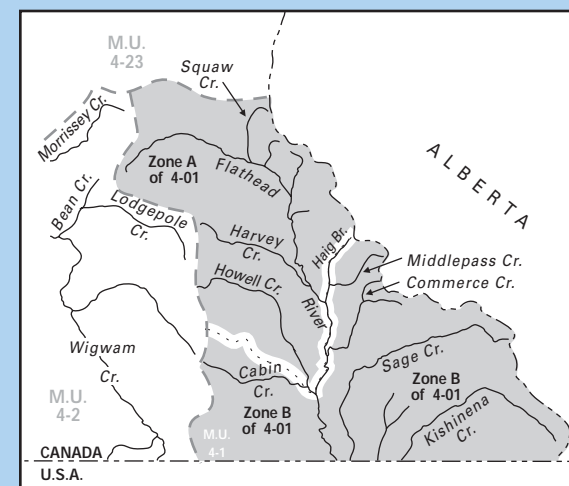 M.U.
4-23
Squaw
Cr.
Morrissey Cr.
ALBERTA
Zone A
of 4-01
Flathead
Bean Cr.
Lodgepole
Cr.
Harvey
Cr.
Haig Br.
Middlepass Cr.
Howell Cr.
Commerce Cr.
River
Wigwam
Cr.
Sage Cr.
Cabin
Cr.
Zone B
of 4-01
M.U.
4-2
Zone B
of 4-01
Kishinena
Cr.
M.U.
4-1
CANADA
U.S.A.